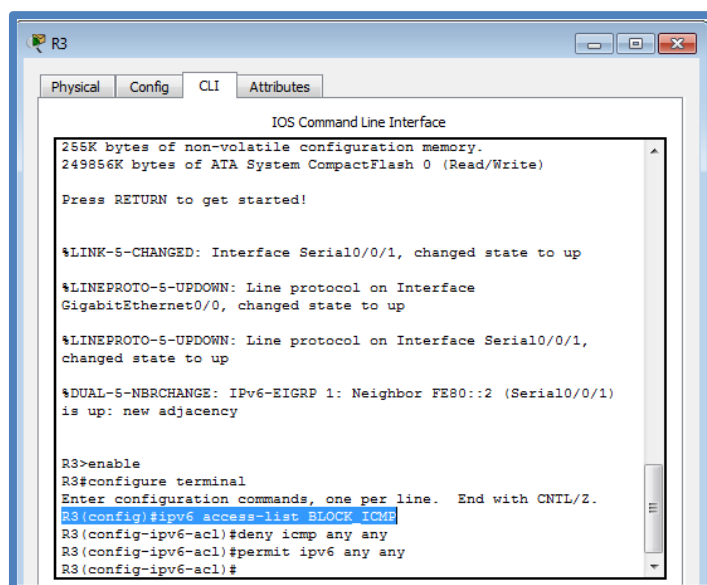 R3
Physical Config CLI Attributes
IOS Command Line Interface
255K bytes of non-volatile configuration memory.
249856K bytes of ATA System CompactFlash 0 (Read/Write)
Press RETURN to get started!
%LINK-5-CHANGED: Interface Serial0/0/1, changed state to up
%LINEPROTO-5-UPDOWN: Line protocol on Interface
GigabitEthernet0/0, changed state to up
%LINEPROTO-5-UPDOWN: Line protocol on Interface Serial0/0/1,
changed state to up
%DUAL-5-NBRCHANGE: IPv6-EIGRP 1: Neighbor FE80::2 (Serial0/0/1)
is up: new adjacency
R3>enable
R3#configure terminal
Enter configuration commands, one per line.  End with CNTL/Z.
R3(config)#ipv6 access-list BLOCK_ICMP
R3(config-ipv6-acl)#deny icmp any any
R3(config-ipv6-acl)#permit ipv6 any any
R3(config-ipv6-acl)#